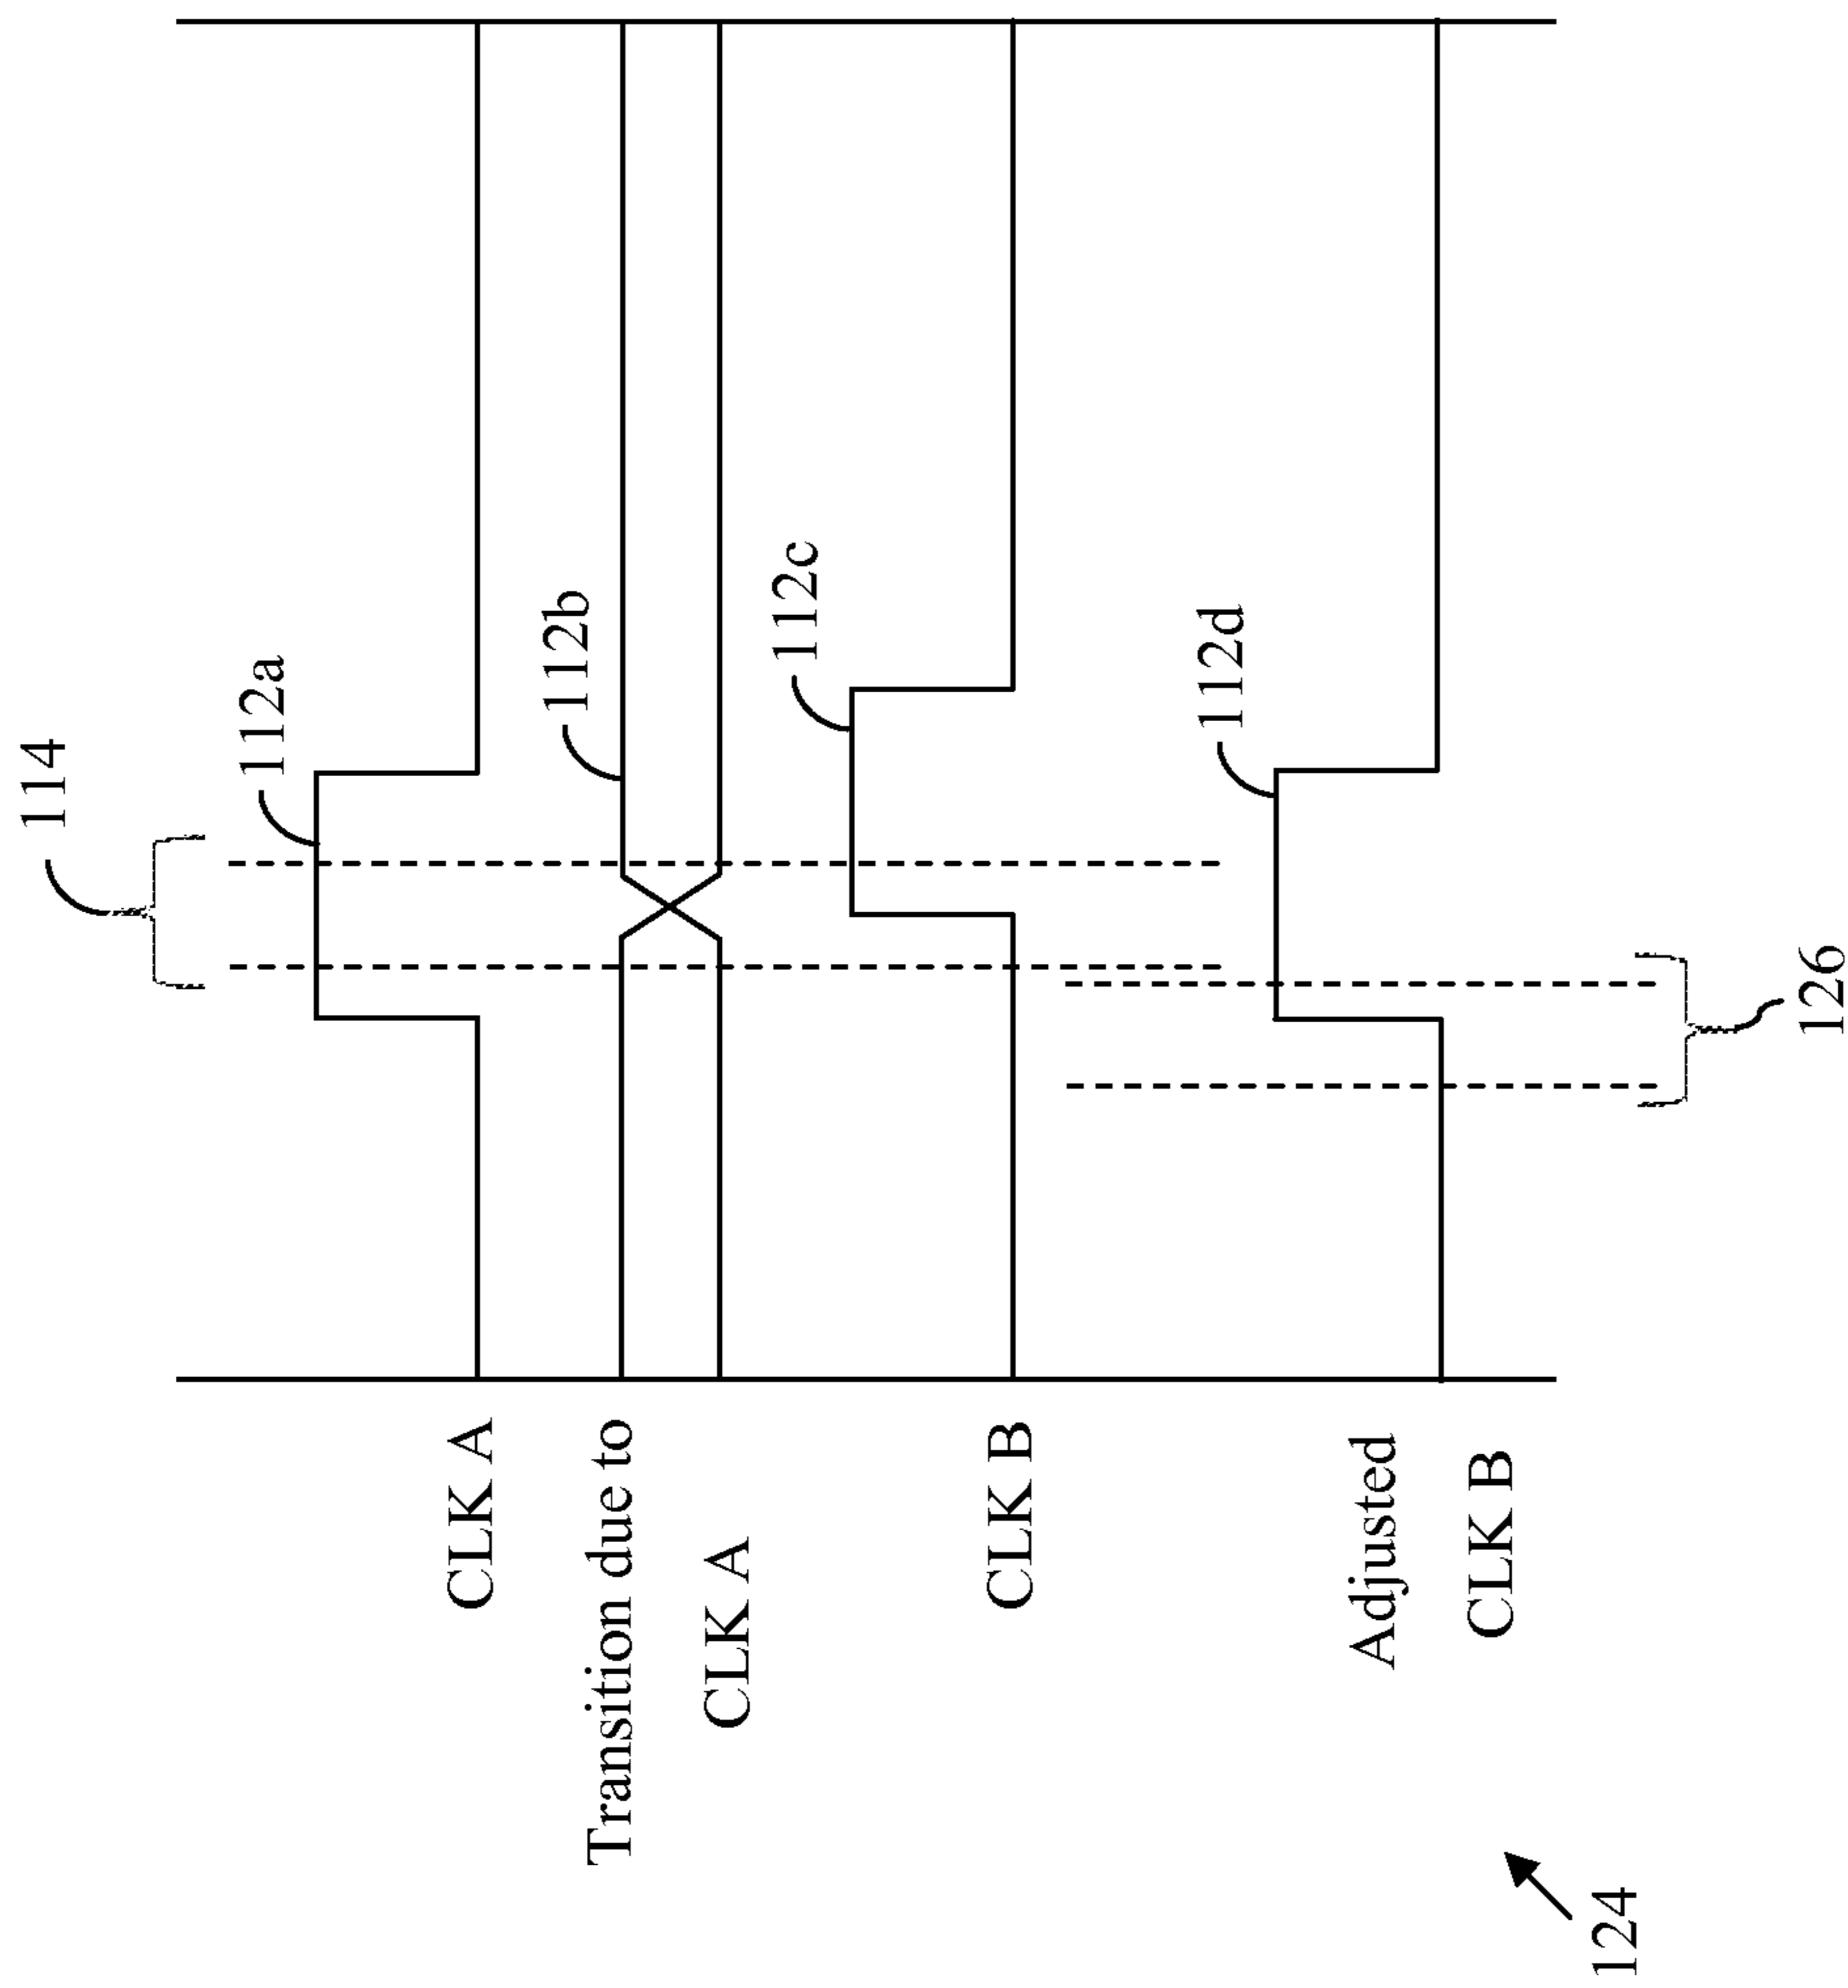 114
112a
CLK A
112b
Transition due to
CLK A
112c
CLK B
112d
Adjusted
CLK B
126
124